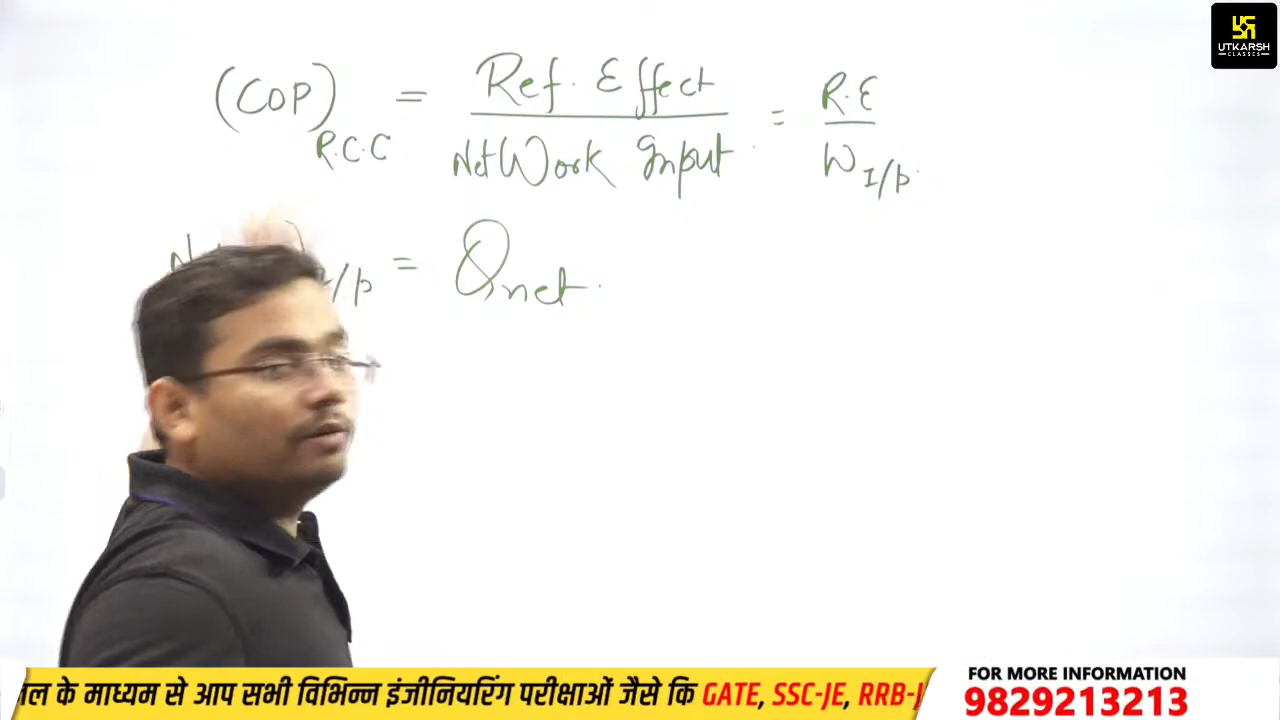 UTKARSH
CLASSES
(COP) R.C.C = Ref. Effect / Net Work Input = R.E / W I/p
/p = Qnet
ल के माध्यम से आप सभी विभिन्न इंजीनियरिंग परीक्षाओं जैसे कि GATE, SSC-JE, RRB-J
FOR MORE INFORMATION
9829213213